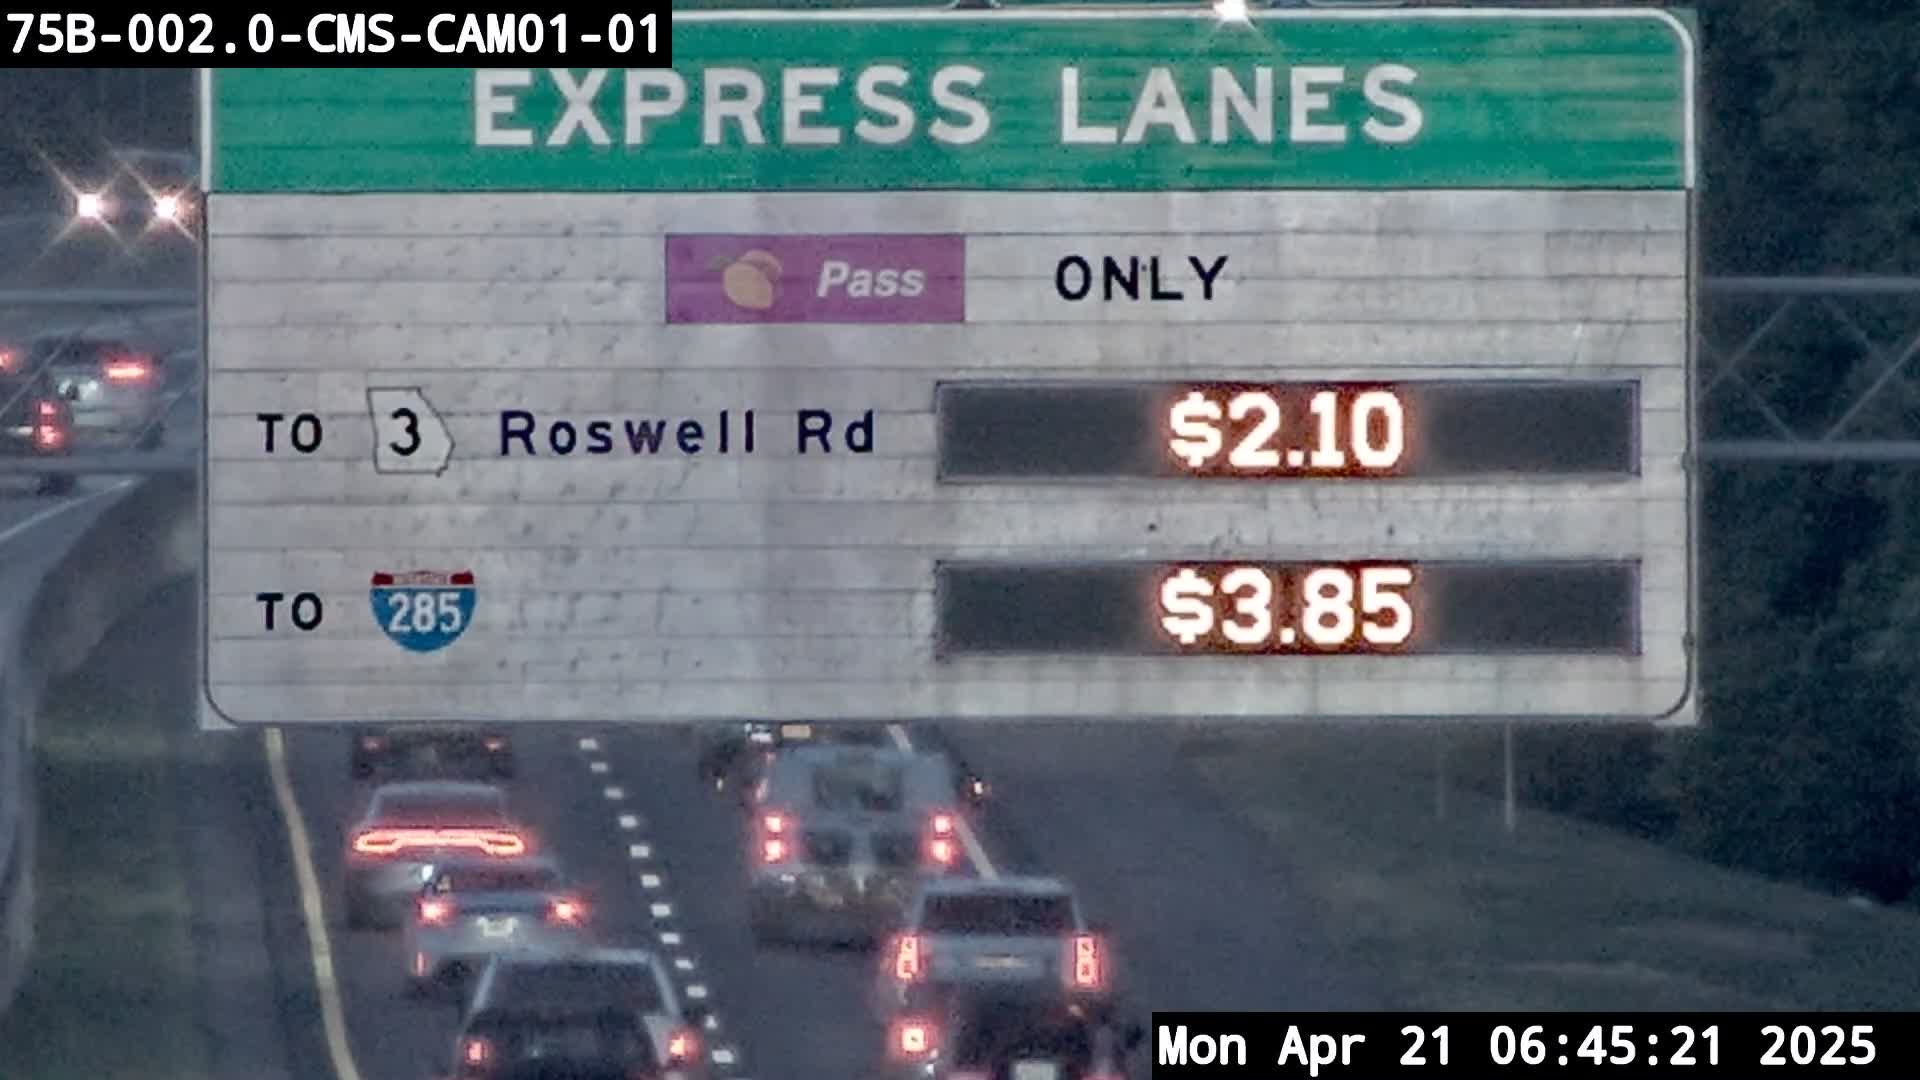 75B-002.0-CMS-CAM01-01
EXPRESS LANES
Pass ONLY
TO 3 Roswell Rd $2.10
TO INTERSTATE 285 $3.85
Mon Apr 21 06:45:21 2025